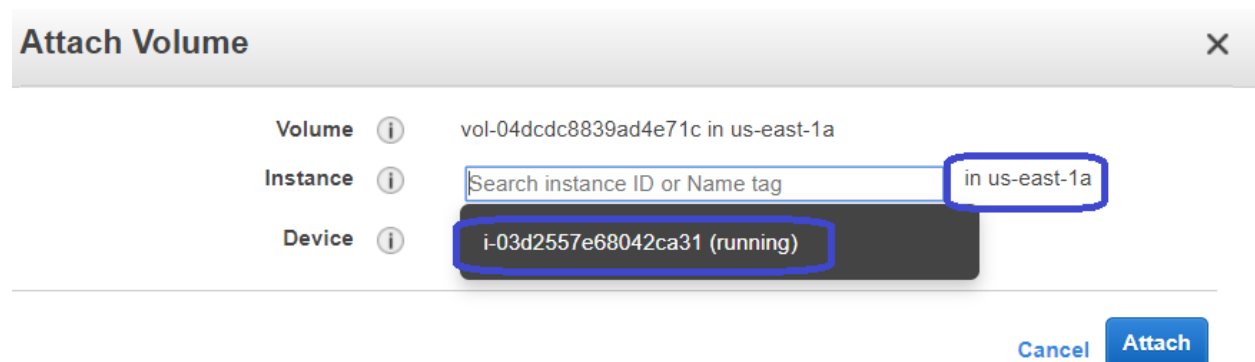 Attach Volume
Volume i vol-04dcdc8839ad4e71c in us-east-1a
Instance i Search instance ID or Name tag in us-east-1a
Device i i-03d2557e68042ca31 (running)
Cancel Attach